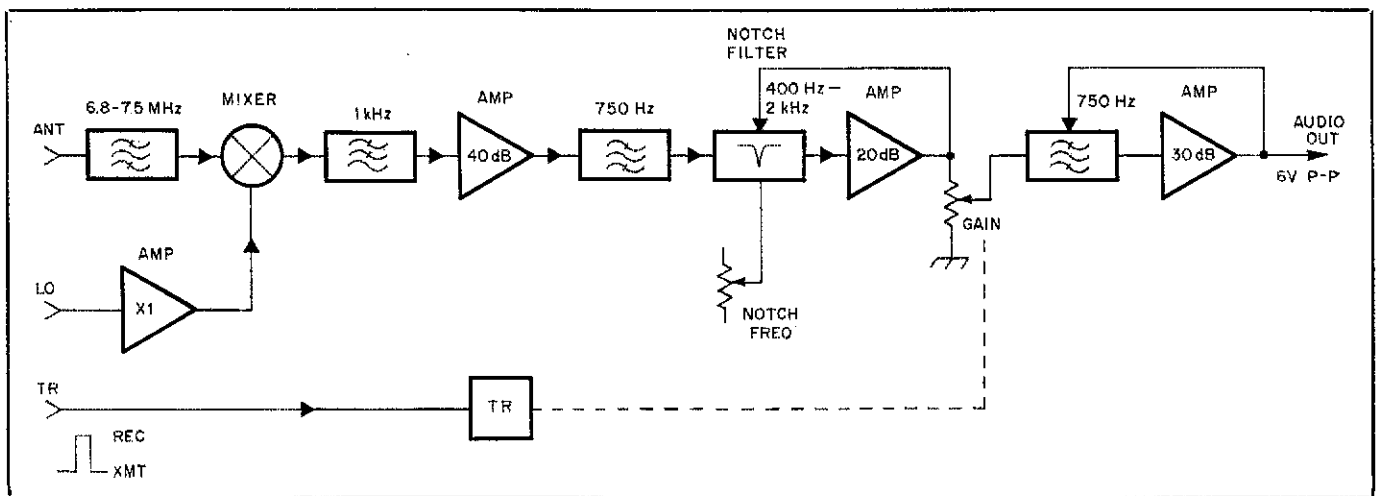 NOTCH
FILTER
6.8-7.5 MHz
MIXER
1 kHz
AMP
750 Hz
400 Hz –
2 kHz
AMP
750 Hz
AMP
ANT
40 dB
20 dB
30 dB
AUDIO
OUT
6V P-P
GAIN
AMP
LO
X1
NOTCH
FREQ
TR
TR
REC
XMT